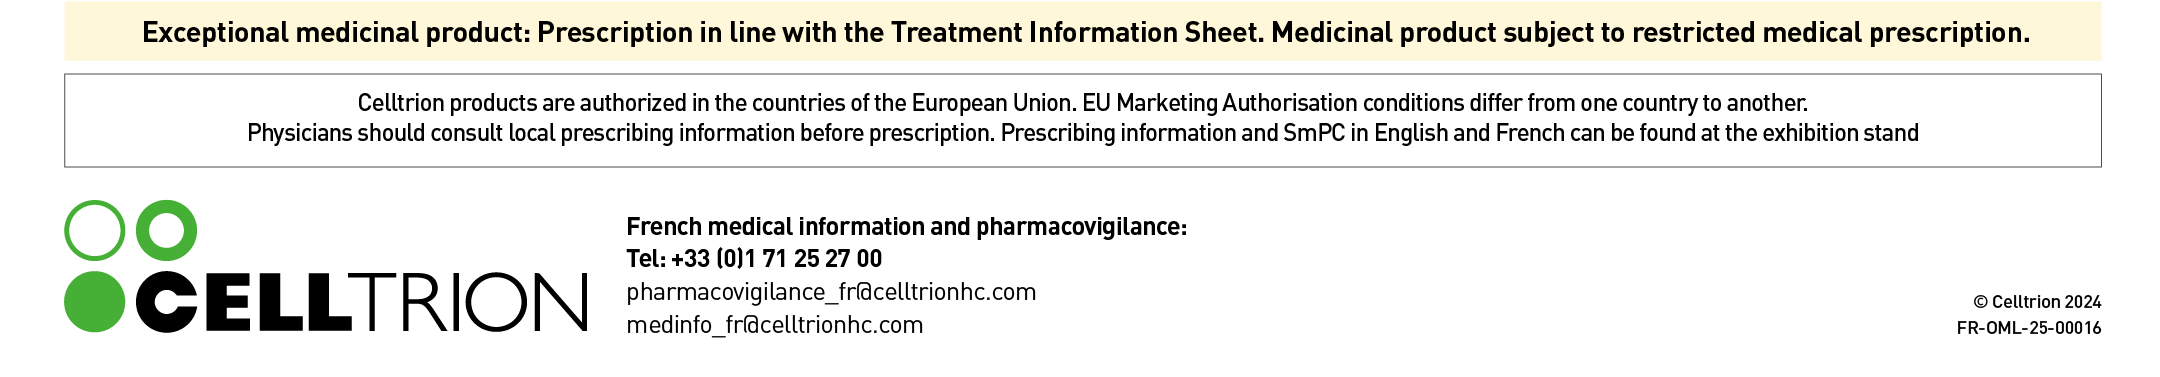 Exceptional medicinal product: Prescription in line with the Treatment Information Sheet. Medicinal product subject to restricted medical prescription.
Celltrion products are authorized in the countries of the European Union. EU Marketing Authorisation conditions differ from one country to another.
Physicians should consult local prescribing information before prescription. Prescribing information and SmPC in English and French can be found at the exhibition stand
CELLTRION
French medical information and pharmacovigilance:
Tel: +33 (0)1 71 25 27 00
pharmacovigilance_fr@celltrionhc.com
medinfo_fr@celltrionhc.com
© Celltrion 2024
FR-OML-25-00016